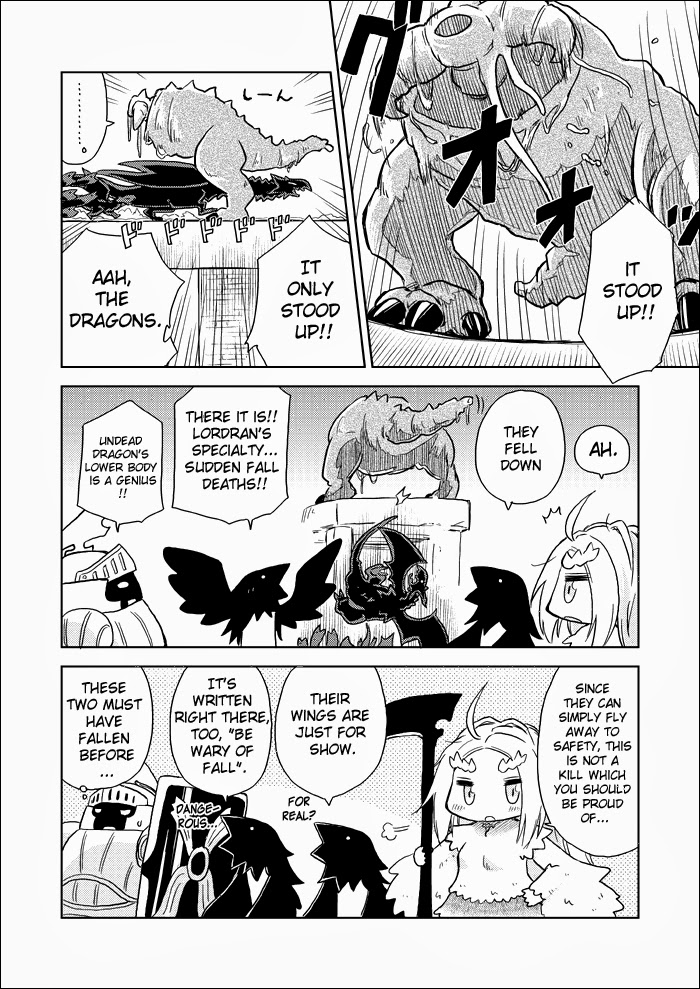 ズ
オ
オ
ズ
IT
STOOD
UP!!
しーん
………
ドドドドド
IT
ONLY
STOOD
UP!!
AAH,
THE
DRAGONS.
AH.
THEY
FELL
DOWN
THERE IT IS!!
LORDRAN'S
SPECIALTY...
SUDDEN FALL
DEATHS!!
UNDEAD
DRAGON'S
LOWER BODY
IS A GENIUS
!!
SINCE
THEY CAN
SIMPLY FLY
AWAY TO
SAFETY, THIS
IS NOT A
KILL WHICH
YOU SHOULD
BE PROUD
OF...
THEIR
WINGS ARE
JUST FOR
SHOW.
FOR
REAL?
IT'S
WRITTEN
RIGHT THERE,
TOO, "BE
WARY OF
FALL".
DANGE-
ROUS...
THESE
TWO MUST
HAVE
FALLEN
BEFORE
...